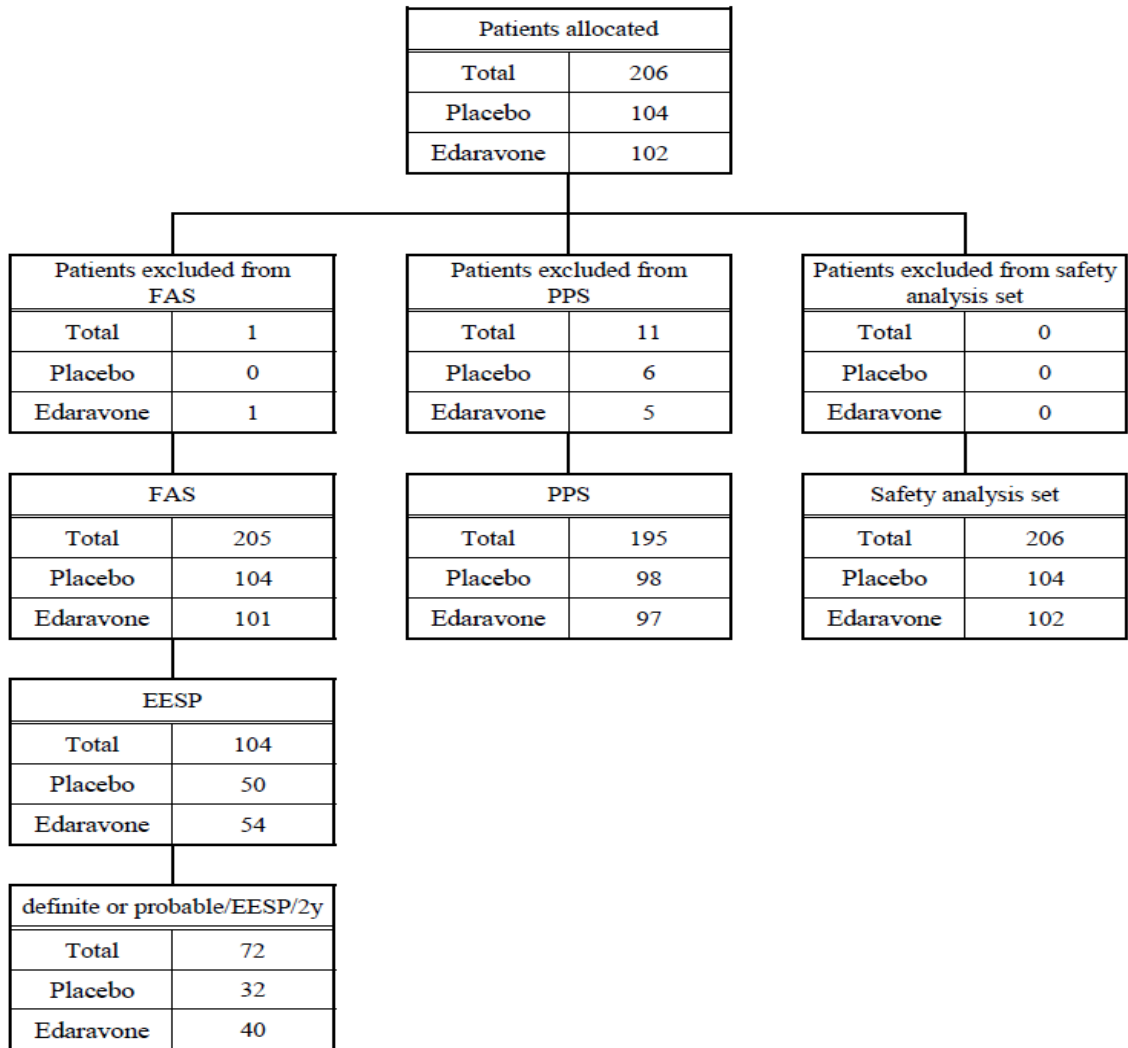 Patients allocated
Total 206
Placebo 104
Edaravone 102
Patients excluded from
FAS
Total 1
Placebo 0
Edaravone 1
Patients excluded from
PPS
Total 11
Placebo 6
Edaravone 5
Patients excluded from safety
analysis set
Total 0
Placebo 0
Edaravone 0
FAS
Total 205
Placebo 104
Edaravone 101
PPS
Total 195
Placebo 98
Edaravone 97
Safety analysis set
Total 206
Placebo 104
Edaravone 102
EESP
Total 104
Placebo 50
Edaravone 54
definite or probable/EESP/2y
Total 72
Placebo 32
Edaravone 40